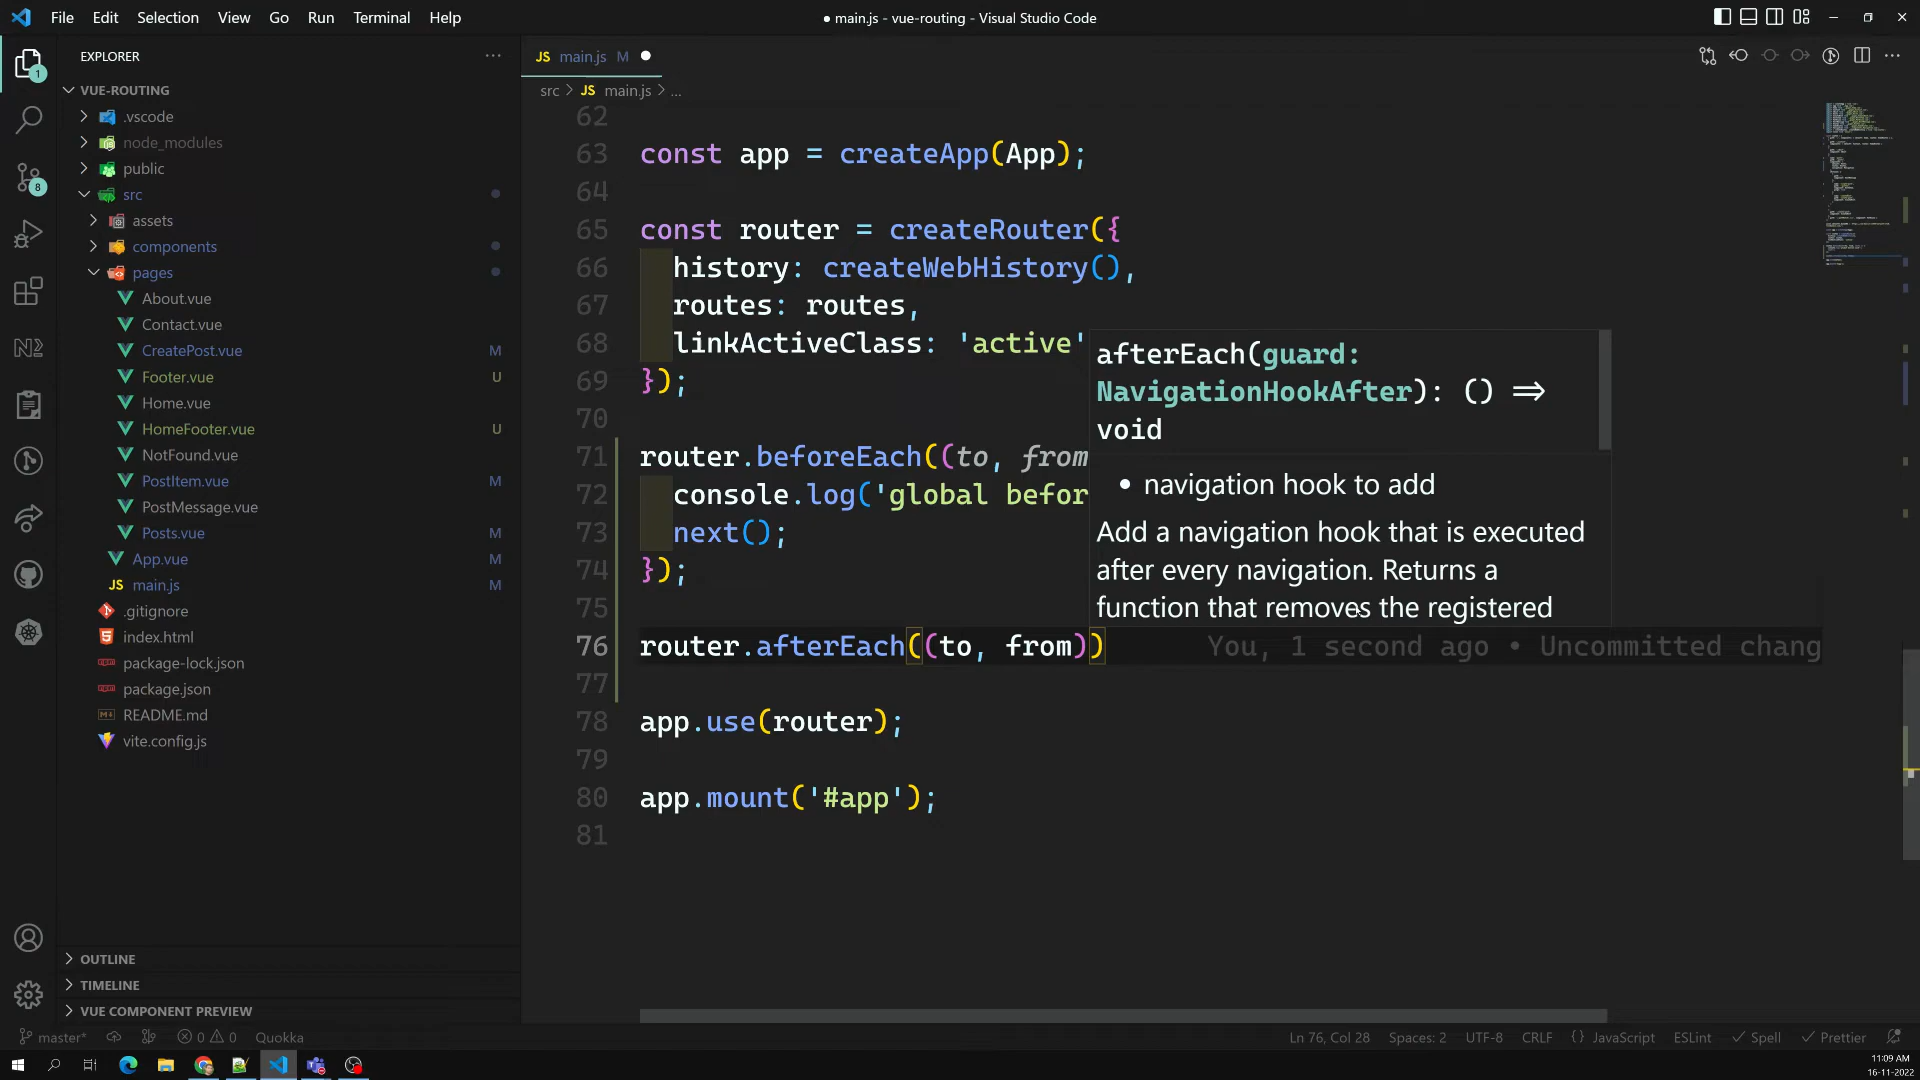 File Edit Selection View Go Run Terminal Help
● main.js - vue-routing - Visual Studio Code
EXPLORER
VUE-ROUTING
.vscode
node_modules
public
src
assets
components
pages
About.vue
Contact.vue
CreatePost.vue M
Footer.vue U
Home.vue
HomeFooter.vue U
NotFound.vue
PostItem.vue M
PostMessage.vue
Posts.vue M
App.vue M
JS main.js M
.gitignore
index.html
package-lock.json
package.json
README.md
vite.config.js
OUTLINE
TIMELINE
VUE COMPONENT PREVIEW
1
8
JS main.js M
src > JS main.js > ...
62
63 const app = createApp(App);
64
65 const router = createRouter({
66 history: createWebHistory(),
67 routes: routes,
68 linkActiveClass: 'active'
69 });
70
71 router.beforeEach((to, from
72 console.log('global befor
73 next();
74 });
75
76 router.afterEach((to, from)) You, 1 second ago • Uncommitted chang
77
78 app.use(router);
79
80 app.mount('#app');
81
afterEach(guard:
NavigationHookAfter): () =>
void
• navigation hook to add
Add a navigation hook that is executed
after every navigation. Returns a
function that removes the registered
master* 0 0 Quokka Ln 76, Col 28 Spaces: 2 UTF-8 CRLF {} JavaScript ESLint Spell Prettier
11:09 AM
16-11-2022